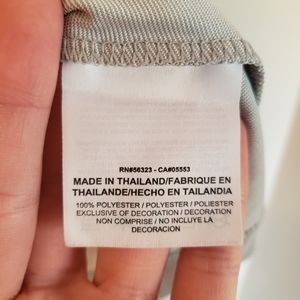 RN#56323 - CA#05553
MADE IN THAILAND/FABRIQUE EN
THAILANDE/HECHO EN TAILANDIA
100% POLYESTER / POLYESTER
EXCLUSIVE OF DECORATION / DECORATION
NON COMPRISE / NO INCLUYE LA
DECORACION